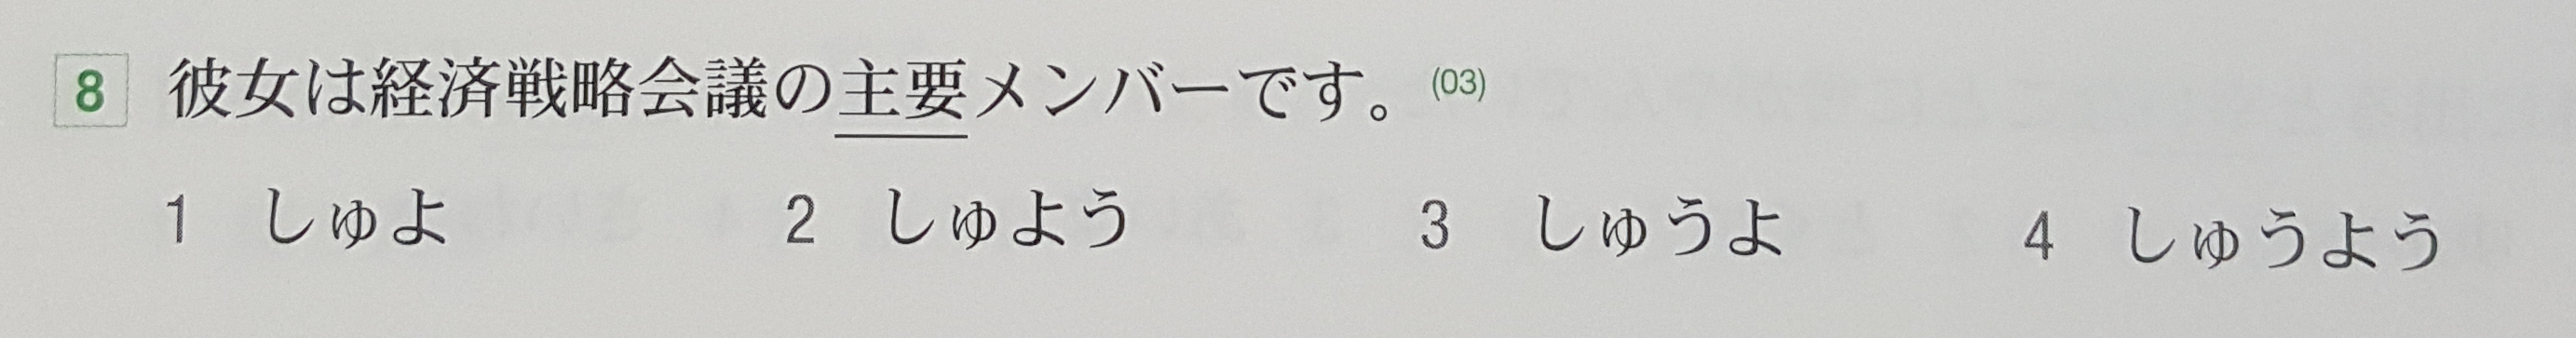 8 彼女は経済戦略会議の主要メンバーです。(03)
1 しゅよ 2 しゅよう 3 しゅうよ 4 しゅうよう